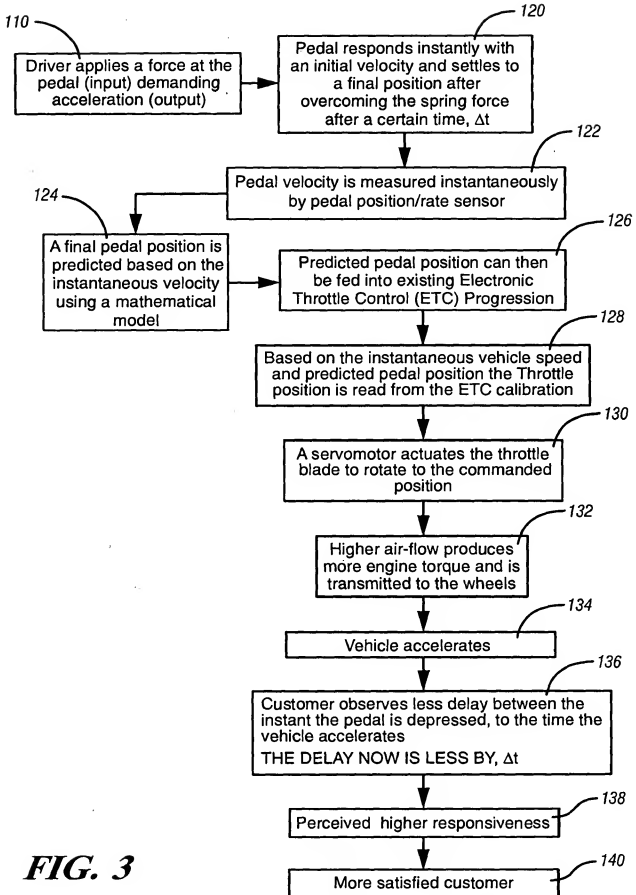 110
Driver applies a force at the
pedal (input) demanding
acceleration (output)
120
Pedal responds instantly with
an initial velocity and settles to
a final position after
overcoming the spring force
after a certain time, Δt
122
Pedal velocity is measured instantaneously
by pedal position/rate sensor
124
A final pedal position is
predicted based on the
instantaneous velocity
using a mathematical
model
126
Predicted pedal position can then
be fed into existing Electronic
Throttle Control (ETC) Progression
128
Based on the instantaneous vehicle speed
and predicted pedal position the Throttle
position is read from the ETC calibration
130
A servomotor actuates the throttle
blade to rotate to the commanded
position
132
Higher air-flow produces
more engine torque and is
transmitted to the wheels
134
Vehicle accelerates
136
Customer observes less delay between the
instant the pedal is depressed, to the time the
vehicle accelerates
THE DELAY NOW IS LESS BY, Δt
138
Perceived higher responsiveness
140
More satisfied customer
FIG. 3